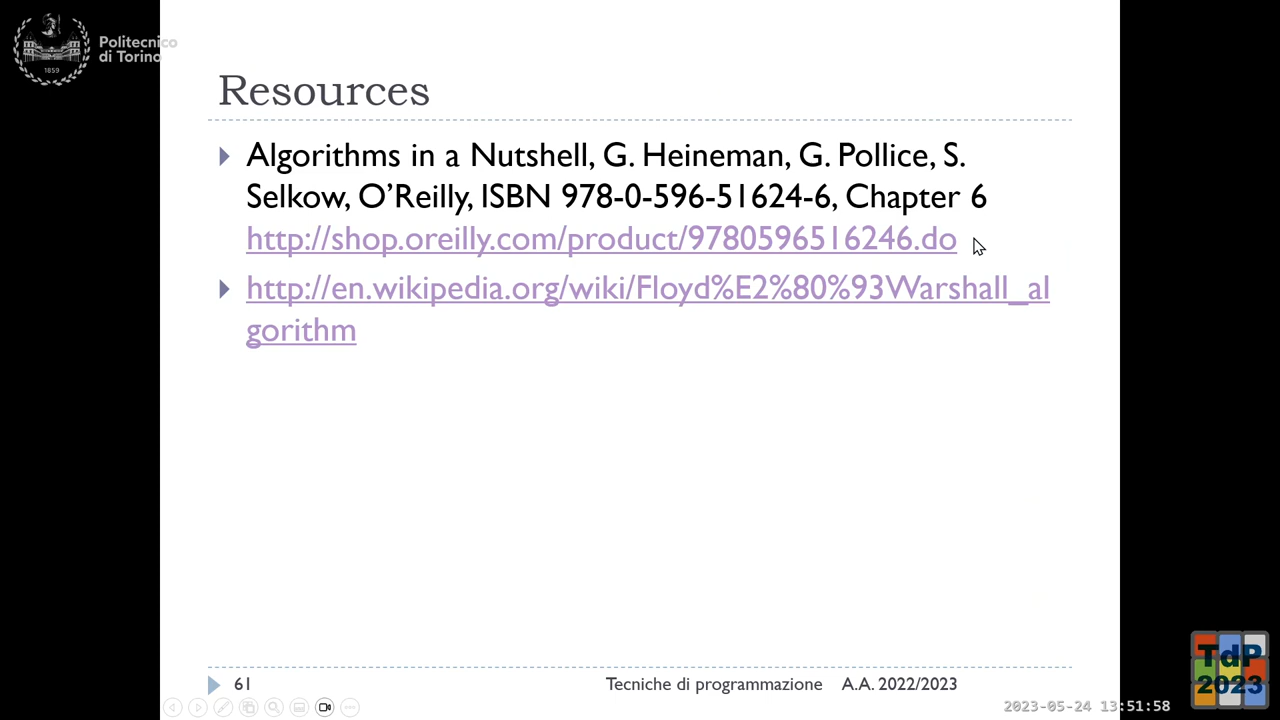 Politecnico
di Torino
1859
Resources
Algorithms in a Nutshell, G. Heineman, G. Pollice, S.
Selkow, O’Reilly, ISBN 978-0-596-51624-6, Chapter 6
http://shop.oreilly.com/product/9780596516246.do
http://en.wikipedia.org/wiki/Floyd%E2%80%93Warshall_al
gorithm
61
Tecniche di programmazione A.A. 2022/2023
2023-05-24 13:51:58
TdP
2023